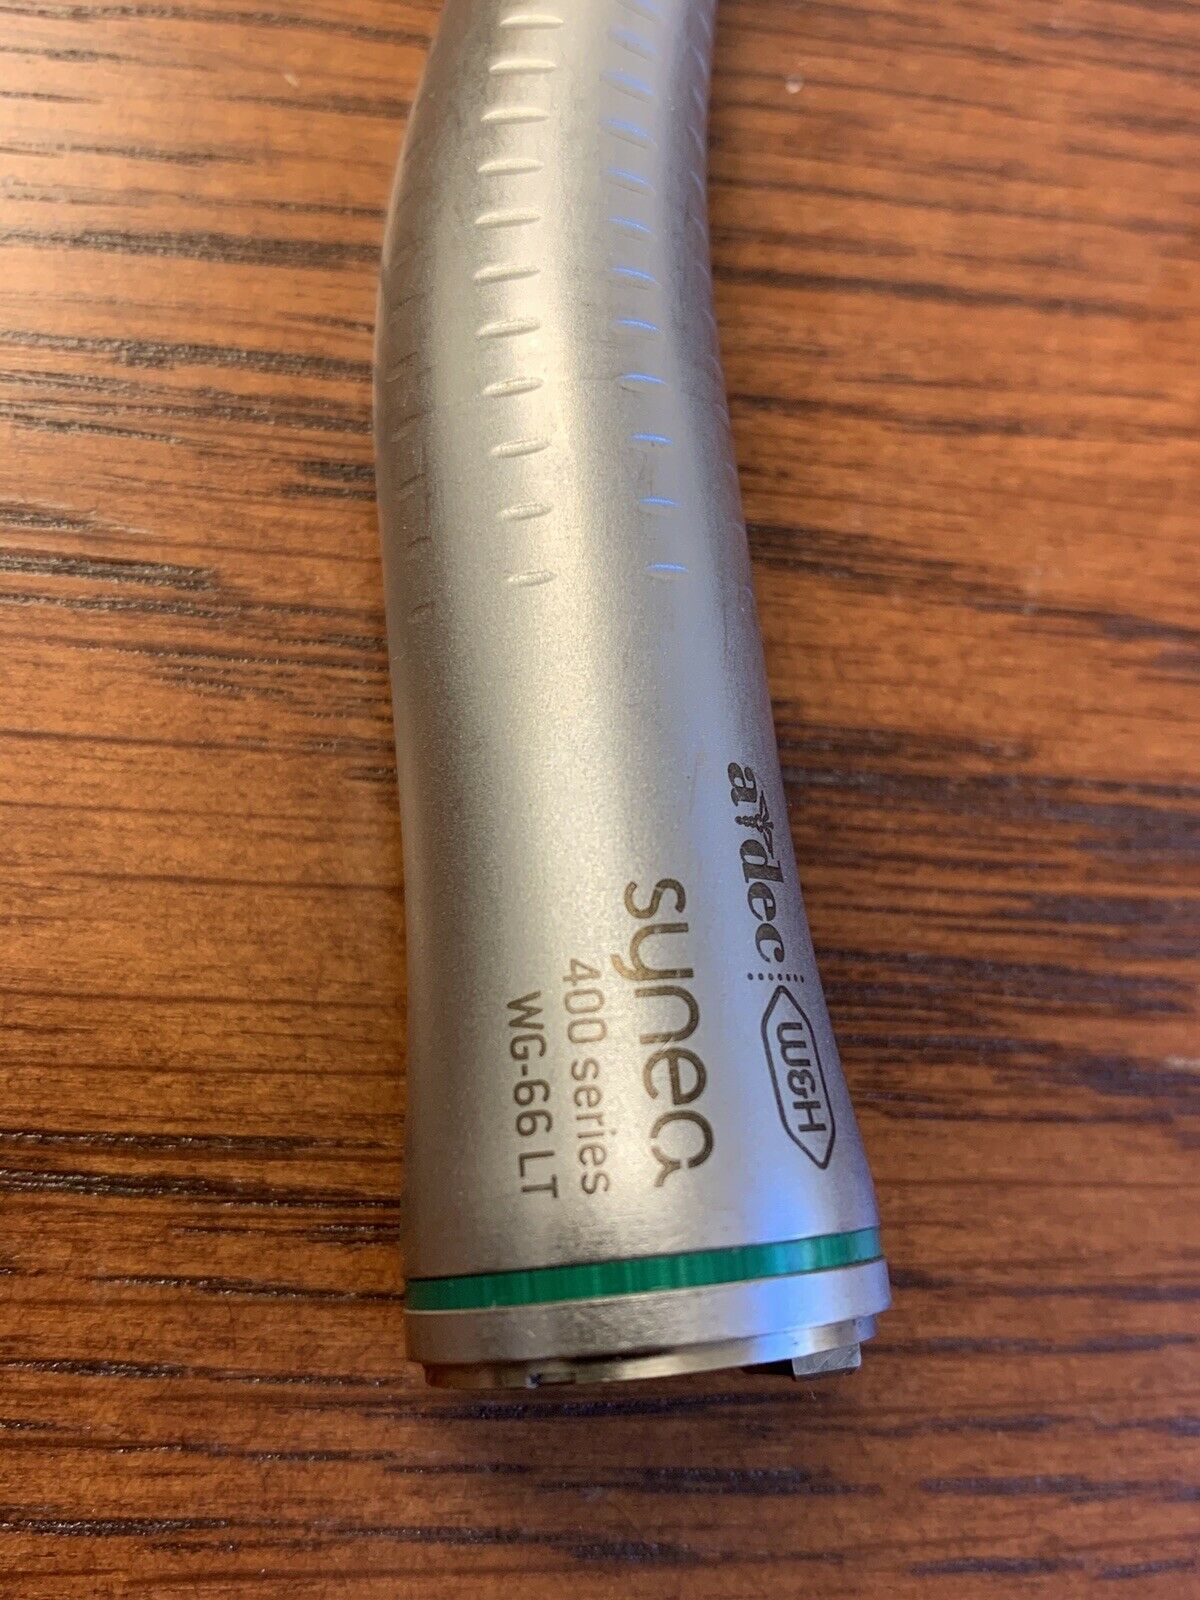 a dec W&H
synea
400 series
WG-66 LT